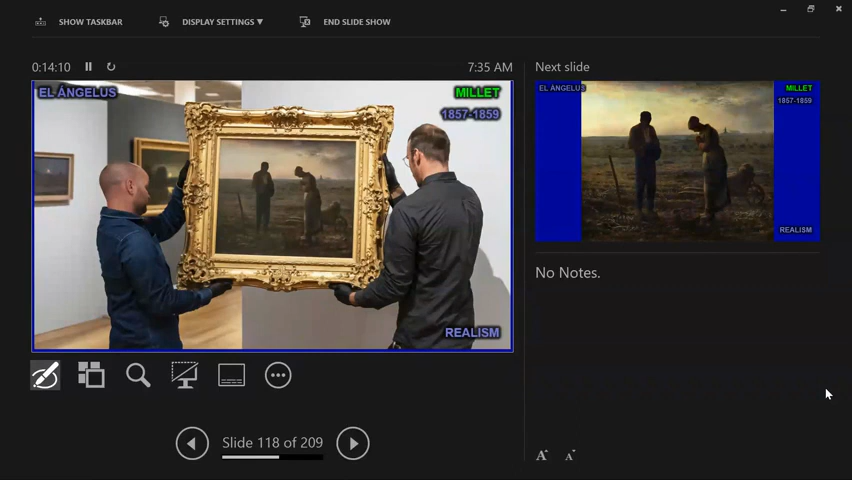 SHOW TASKBAR
DISPLAY SETTINGS ▼
END SLIDE SHOW
0:14:10
7:35 AM
EL ÁNGELUS
MILLET
1857-1859
REALISM
Slide 118 of 209
Next slide
EL ANGELUS
MILLET
1857-1859
REALISM
No Notes.
A
A